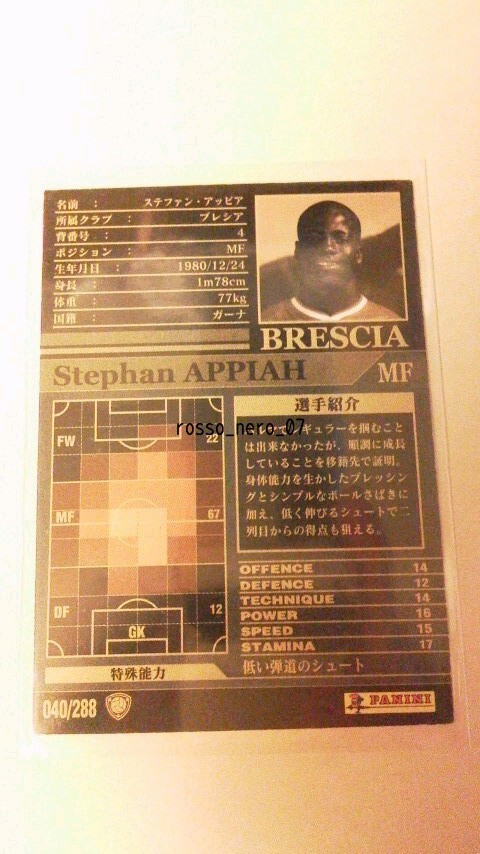 名前 : ステファン・アッピア
所属クラブ : ブレシア
背番号 : 4
ポジション : MF
生年月日 : 1980/12/24
身長 : 1m78cm
体重 : 77kg
国籍 : ガーナ
BRESCIA
Stephan APPIAH MF
選手紹介
rosso_nero_07
ギュラーを掴むこと
は出来なかったが、順調に成長
していることを移籍先で証明。
身体能力を生かしたプレッシン
グとシンプルなボールさばきに
加え、低く伸びるシュートで二
列目からの得点も狙える。
FW 22
MF 67
DF 12
GK
OFFENCE 14
DEFENCE 12
TECHNIQUE 14
POWER 16
SPEED 15
STAMINA 17
特殊能力 低い弾道のシュート
040/288
PANINI